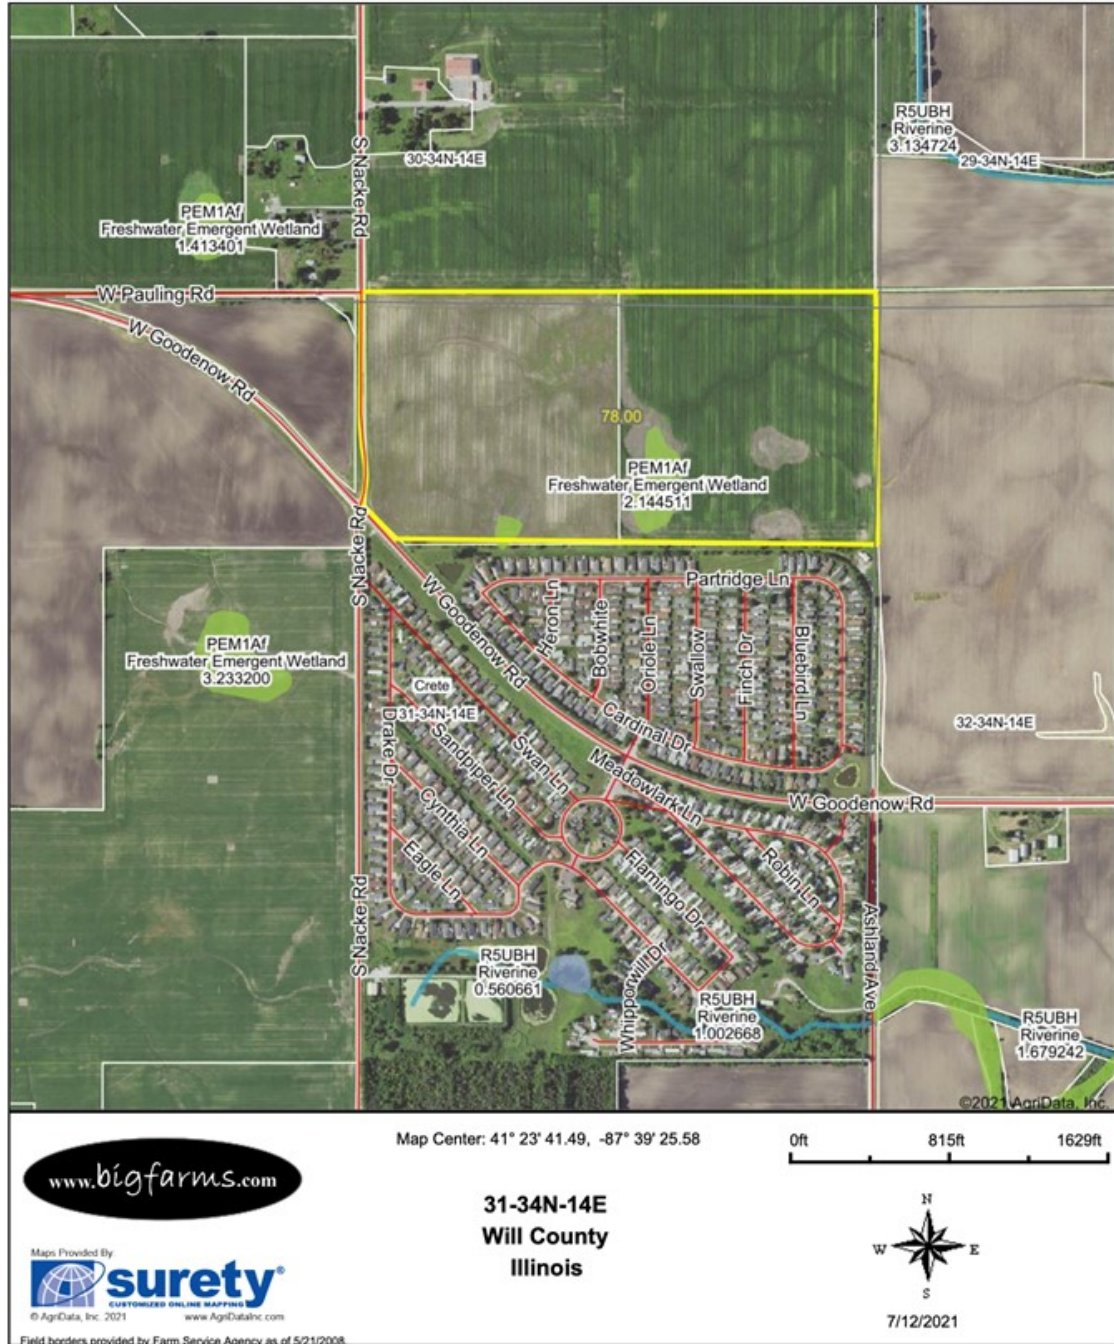 S Nacke Rd
30-34N-14E
R5UBH
Riverine
3.134724
29-34N-14E
PEM1Af
Freshwater Emergent Wetland
1.413401
W Pauling Rd
W Goodenow Rd
78.00
PEM1Af
Freshwater Emergent Wetland
2.144511
S Nacke Rd
W Goodenow Rd
Partridge Ln
Heron Ln
Bobwhite
Oriole Ln
Swallow
Finch Dr
Bluebird Ln
PEM1Af
Freshwater Emergent Wetland
3.233200
Crete
31-34N-14E
Drake Dr
Sandpiper Ln
Swan Ln
Cardinal Dr
Meadowlark Ln
32-34N-14E
W Goodenow Rd
Cynthia Ln
Eagle Ln
Flamingo Dr
Robin Ln
S Nacke Rd
Ashland Ave
R5UBH
Riverine
0.560661
Whipporwill Dr
R5UBH
Riverine
1.002668
R5UBH
Riverine
1.679242
©2021 AgriData, Inc.
Map Center: 41° 23' 41.49, -87° 39' 25.58
0ft 815ft 1629ft
www.bigfarms.com
31-34N-14E
Will County
Illinois
N
W E
S
7/12/2021
Maps Provided By:
surety®
CUSTOMIZED ONLINE MAPPING
© AgriData, Inc. 2021 www.AgriDataInc.com
Field borders provided by Farm Service Agency as of 5/21/2008.